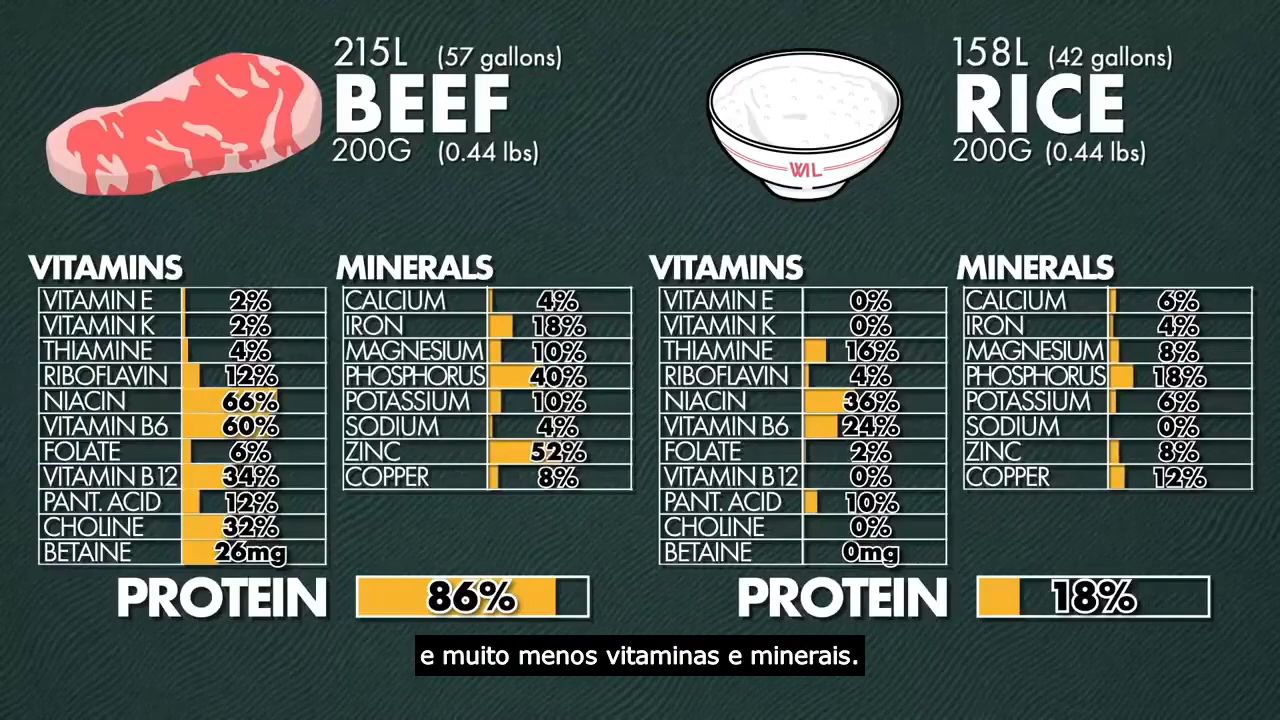 215L (57 gallons)
BEEF
200G (0.44 lbs)
158L (42 gallons)
RICE
200G (0.44 lbs)
WIL
VITAMINS
VITAMIN E 2%
VITAMIN K 2%
THIAMINE 4%
RIBOFLAVIN 12%
NIACIN 66%
VITAMIN B6 60%
FOLATE 6%
VITAMIN B12 34%
PANT. ACID 12%
CHOLINE 32%
BETAINE 26mg
MINERALS
CALCIUM 4%
IRON 18%
MAGNESIUM 10%
PHOSPHORUS 40%
POTASSIUM 10%
SODIUM 4%
ZINC 52%
COPPER 8%
PROTEIN 86%
VITAMINS
VITAMIN E 0%
VITAMIN K 0%
THIAMINE 16%
RIBOFLAVIN 4%
NIACIN 36%
VITAMIN B6 24%
FOLATE 2%
VITAMIN B12 0%
PANT. ACID 10%
CHOLINE 0%
BETAINE 0mg
MINERALS
CALCIUM 6%
IRON 4%
MAGNESIUM 8%
PHOSPHORUS 18%
POTASSIUM 6%
SODIUM 0%
ZINC 8%
COPPER 12%
PROTEIN 18%
e muito menos vitaminas e minerais.